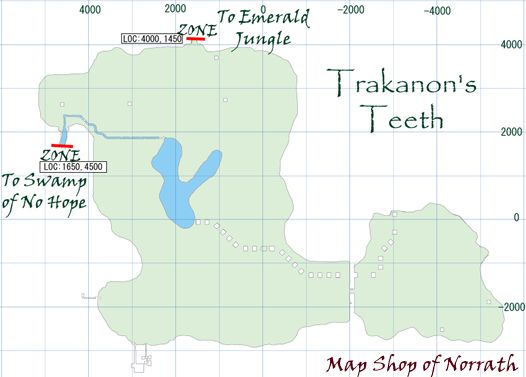 4000 2000 0 -2000 -4000
ZONE
To Emerald
Jungle
LOC: 4000, 1450
4000
Trakanon's
Teeth
2000
ZONE
LOC: 1650, 4500
To Swamp
of No Hope
0
-2000
Map Shop of Norrath